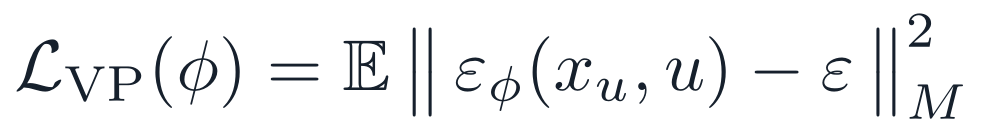 ℒ_VP(ϕ) = 𝔼 ‖ ε_ϕ(x_u, u) − ε ‖²_M